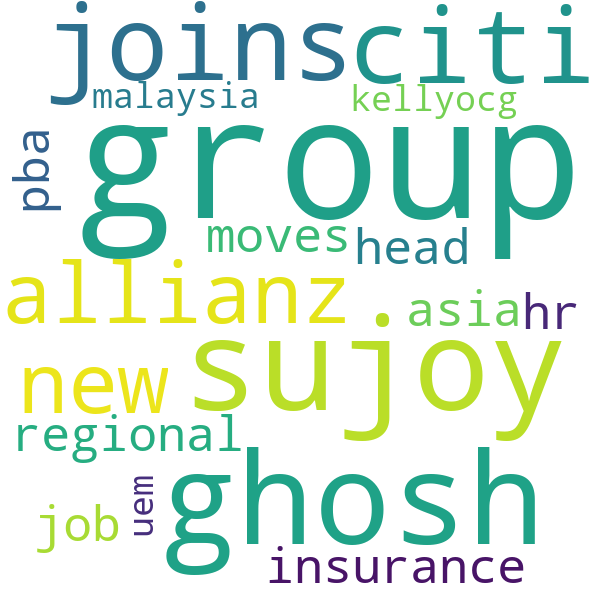 joins citi
malaysia kellyocg
pba
group
moves head
allianz
asia hr
new sujoy
regional
ghosh
job uem
insurance